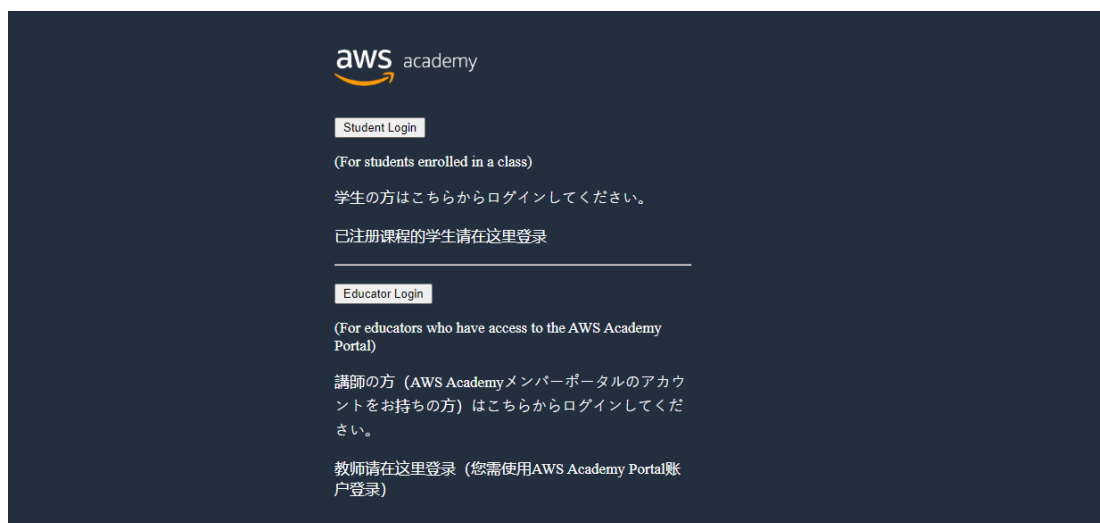 aws academy
Student Login
(For students enrolled in a class)
学生の方はこちらからログインしてください。
已注册课程的学生请在这里登录
Educator Login
(For educators who have access to the AWS Academy
Portal)
講師の方（AWS Academyメンバーポータルのアカウ
ントをお持ちの方）はこちらからログインしてくだ
さい。
教师请在这里登录（您需使用AWS Academy Portal账
户登录）